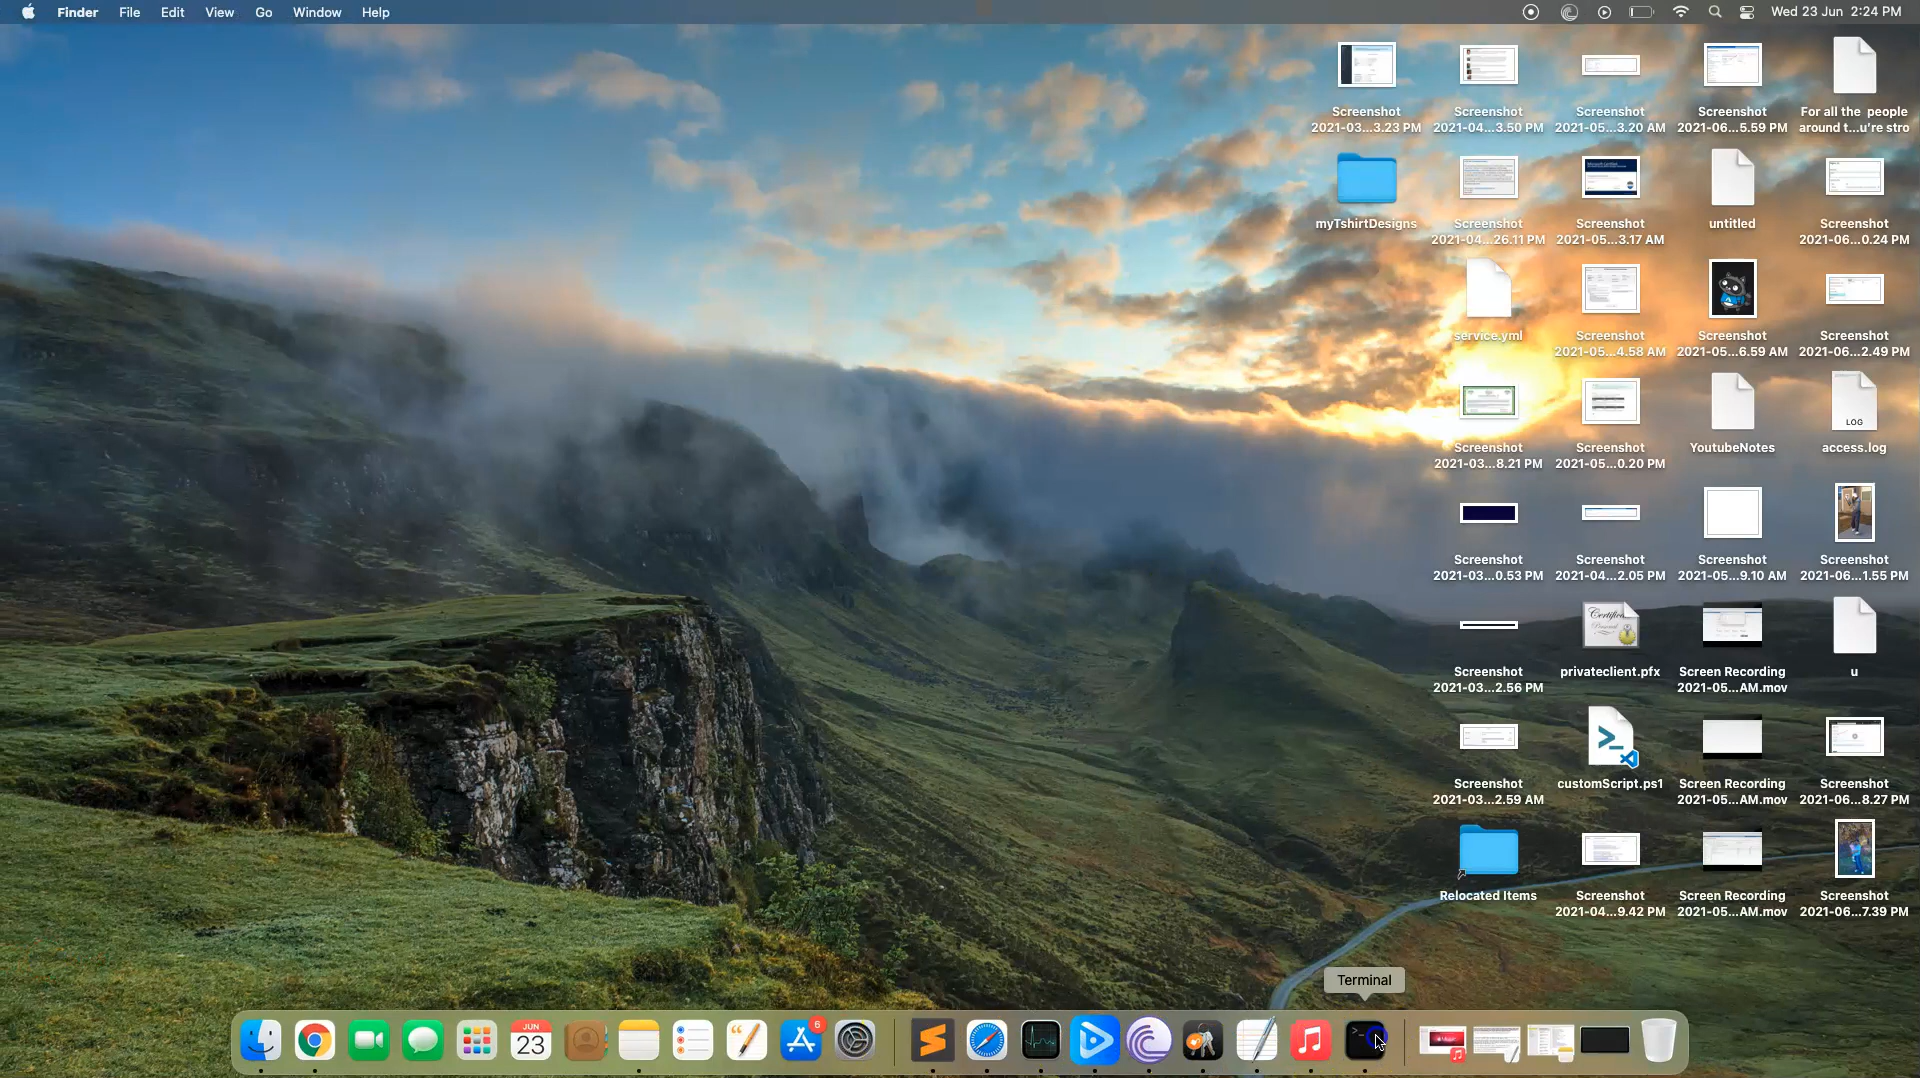 Finder File Edit View Go Window Help
Wed 23 Jun 2:24 PM
Screenshot
2021-03...3.23 PM
Screenshot
2021-04...3.50 PM
Screenshot
2021-05...3.20 AM
Screenshot
2021-06...5.59 PM
For all the people
around t...u're stro
myTshirtDesigns
Screenshot
2021-04...26.11 PM
Screenshot
2021-05...3.17 AM
untitled
Screenshot
2021-06...0.24 PM
service.yml
Screenshot
2021-05...4.58 AM
Screenshot
2021-05...6.59 AM
Screenshot
2021-06...2.49 PM
Screenshot
2021-03...8.21 PM
Screenshot
2021-05...0.20 PM
YoutubeNotes
LOG
access.log
Screenshot
2021-03...0.53 PM
Screenshot
2021-04...2.05 PM
Screenshot
2021-05...9.10 AM
Screenshot
2021-06...1.55 PM
Screenshot
2021-03...2.56 PM
privateclient.pfx
Screen Recording
2021-05...AM.mov
u
Screenshot
2021-03...2.59 AM
customScript.ps1
Screen Recording
2021-05...AM.mov
Screenshot
2021-06...8.27 PM
Relocated Items
Screenshot
2021-04...9.42 PM
Screen Recording
2021-05...AM.mov
Screenshot
2021-06...7.39 PM
Terminal
JUN
23
6